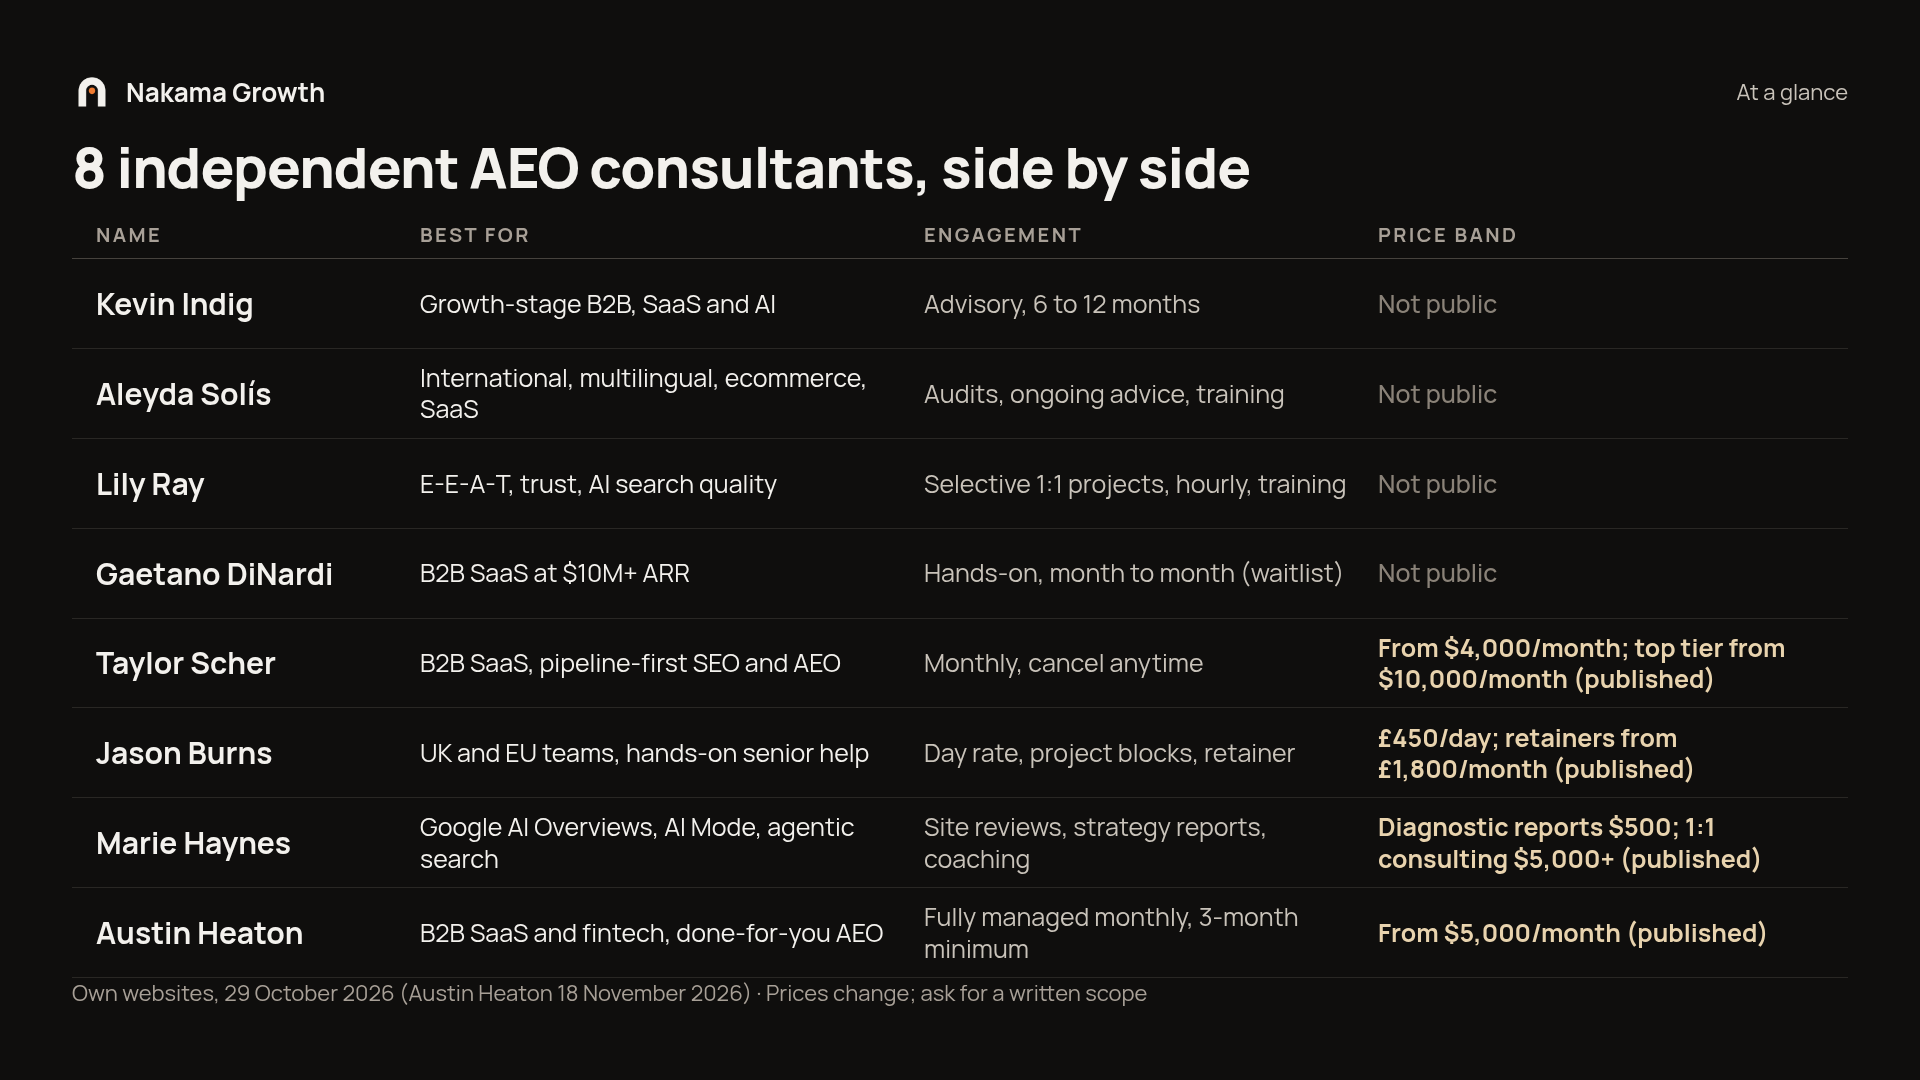 Nakama Growth
At a glance
8 independent AEO consultants, side by side
NAME
BEST FOR
ENGAGEMENT
PRICE BAND
Kevin Indig
Growth-stage B2B, SaaS and AI
Advisory, 6 to 12 months
Not public
Aleyda Solís
International, multilingual, ecommerce,
SaaS
Audits, ongoing advice, training
Not public
Lily Ray
E-E-A-T, trust, AI search quality
Selective 1:1 projects, hourly, training
Not public
Gaetano DiNardi
B2B SaaS at $10M+ ARR
Hands-on, month to month (waitlist)
Not public
Taylor Scher
B2B SaaS, pipeline-first SEO and AEO
Monthly, cancel anytime
From $4,000/month; top tier from
$10,000/month (published)
Jason Burns
UK and EU teams, hands-on senior help
Day rate, project blocks, retainer
£450/day; retainers from
£1,800/month (published)
Marie Haynes
Google AI Overviews, AI Mode, agentic
search
Site reviews, strategy reports,
coaching
Diagnostic reports $500; 1:1
consulting $5,000+ (published)
Austin Heaton
B2B SaaS and fintech, done-for-you AEO
Fully managed monthly, 3-month
minimum
From $5,000/month (published)
Own websites, 29 October 2026 (Austin Heaton 18 November 2026) · Prices change; ask for a written scope